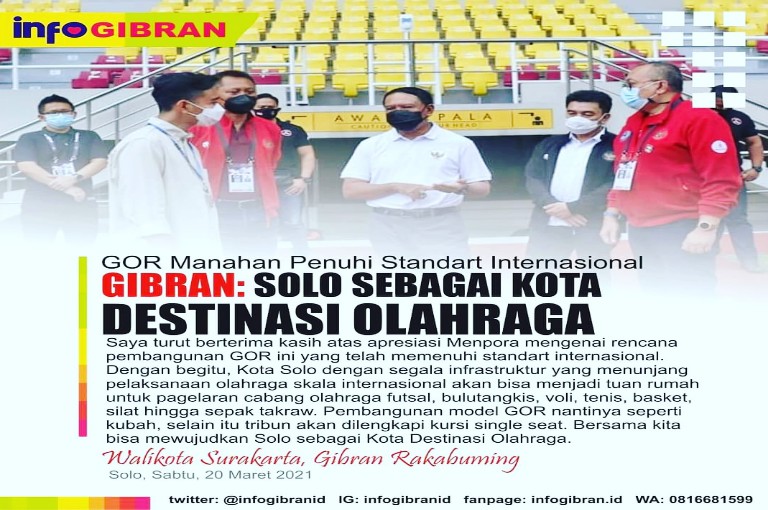 infoGIBRAN
AWAS KEPALA
CAUTION YOUR HEAD
GOR Manahan Penuhi Standart Internasional
GIBRAN: SOLO SEBAGAI KOTA
DESTINASI OLAHRAGA
Saya turut berterima kasih atas apresiasi Menpora mengenai rencana
pembangunan GOR ini yang telah memenuhi standart internasional.
Dengan begitu, Kota Solo dengan segala infrastruktur yang menunjang
pelaksanaan olahraga skala internasional akan bisa menjadi tuan rumah
untuk pagelaran cabang olahraga futsal, bulutangkis, voli, tenis, basket,
silat hingga sepak takraw. Pembangunan model GOR nantinya seperti
kubah, selain itu tribun akan dilengkapi kursi single seat. Bersama kita
bisa mewujudkan Solo sebagai Kota Destinasi Olahraga.
Walikota Surakarta, Gibran Rakabuming
Solo, Sabtu, 20 Maret 2021
twitter: @infogibranid IG: infogibranid fanpage: infogibran.id WA: 0816681599